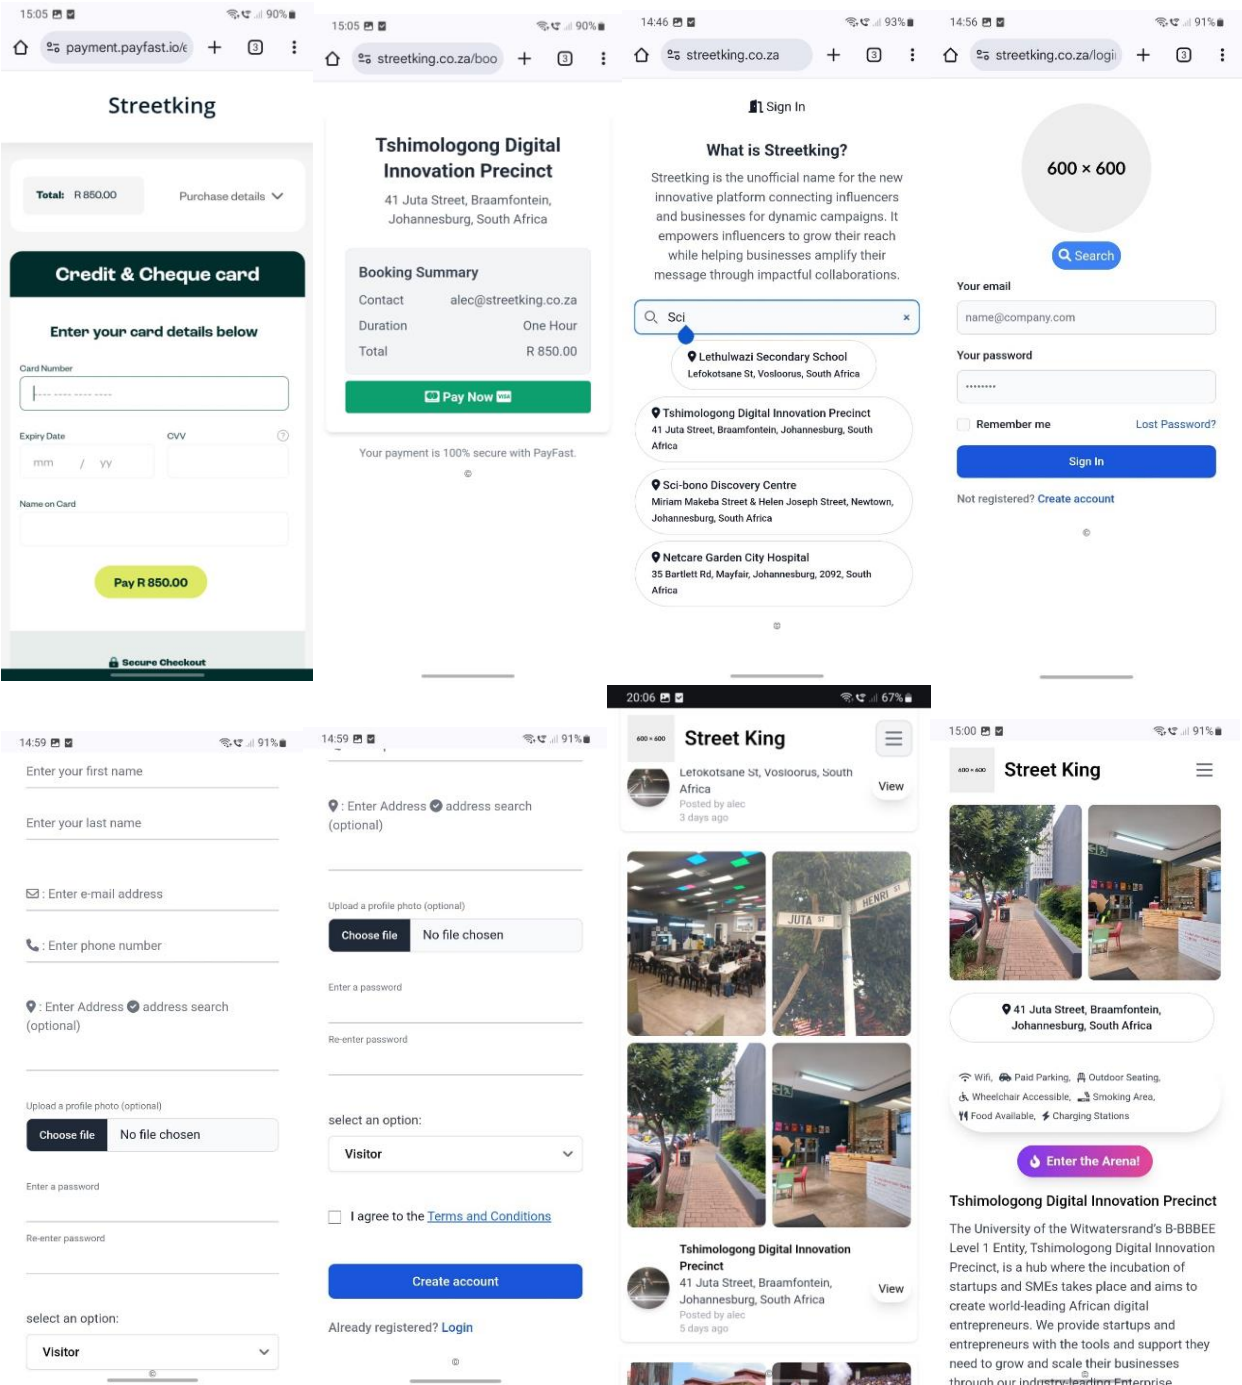 15:05
90%
payment.payfast.io/e
3
Streetking
Total: R 850.00
Purchase details
Credit & Cheque card
Enter your card details below
Card Number
---- ---- ---- ----
Expiry Date
CVV
?
mm / yy
Name on Card
Pay R 850.00
Secure Checkout
15:05
90%
streetking.co.za/boo
3
Tshimologong Digital
Innovation Precinct
41 Juta Street, Braamfontein,
Johannesburg, South Africa
Booking Summary
Contact alec@streetking.co.za
Duration One Hour
Total R 850.00
Pay Now VISA
Your payment is 100% secure with PayFast.
©
14:46
93%
streetking.co.za
3
Sign In
What is Streetking?
Streetking is the unofficial name for the new
innovative platform connecting influencers
and businesses for dynamic campaigns. It
empowers influencers to grow their reach
while helping businesses amplify their
message through impactful collaborations.
Sci
×
Lethulwazi Secondary School
Lefokotsane St, Vosloorus, South Africa
Tshimologong Digital Innovation Precinct
41 Juta Street, Braamfontein, Johannesburg, South
Africa
Sci-bono Discovery Centre
Miriam Makeba Street & Helen Joseph Street, Newtown,
Johannesburg, South Africa
Netcare Garden City Hospital
35 Bartlett Rd, Mayfair, Johannesburg, 2092, South
Africa
©
14:56
91%
streetking.co.za/logi
3
600 × 600
Search
Your email
name@company.com
Your password
••••••••
Remember me
Lost Password?
Sign In
Not registered? Create account
©
14:59
91%
Enter your first name
Enter your last name
: Enter e-mail address
: Enter phone number
: Enter Address address search
(optional)
Upload a profile photo (optional)
Choose file No file chosen
Enter a password
Re-enter password
select an option:
Visitor
©
14:59
91%
: Enter Address address search
(optional)
Upload a profile photo (optional)
Choose file No file chosen
Enter a password
Re-enter password
select an option:
Visitor
I agree to the Terms and Conditions
Create account
Already registered? Login
©
20:06
67%
600 × 600
Street King
Lefokotsane St, Vosloorus, South
Africa
Posted by alec
3 days ago
View
JUTA ST
HENRI ST
Tshimologong Digital Innovation
Precinct
41 Juta Street, Braamfontein,
Johannesburg, South Africa
Posted by alec
5 days ago
View
©
15:00
91%
600 × 600
Street King
41 Juta Street, Braamfontein,
Johannesburg, South Africa
Wifi, Paid Parking, Outdoor Seating,
Wheelchair Accessible, Smoking Area,
Food Available, Charging Stations
Enter the Arena!
Tshimologong Digital Innovation Precinct
The University of the Witwatersrand's B-BBBEE
Level 1 Entity, Tshimologong Digital Innovation
Precinct, is a hub where the incubation of
startups and SMEs takes place and aims to
create world-leading African digital
entrepreneurs. We provide startups and
entrepreneurs with the tools and support they
need to grow and scale their businesses
through our industry-leading Enterprise
©